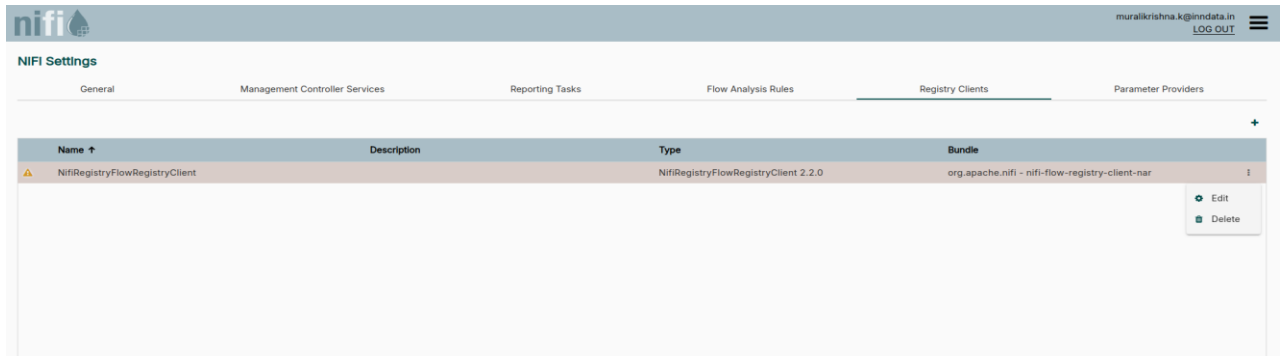 nifi
muralikrishna.k@inndata.in
LOG OUT
NIFI Settings
General Management Controller Services Reporting Tasks Flow Analysis Rules Registry Clients Parameter Providers
+
Name ↑ Description Type Bundle
NifiRegistryFlowRegistryClient NifiRegistryFlowRegistryClient 2.2.0 org.apache.nifi - nifi-flow-registry-client-nar
Edit
Delete